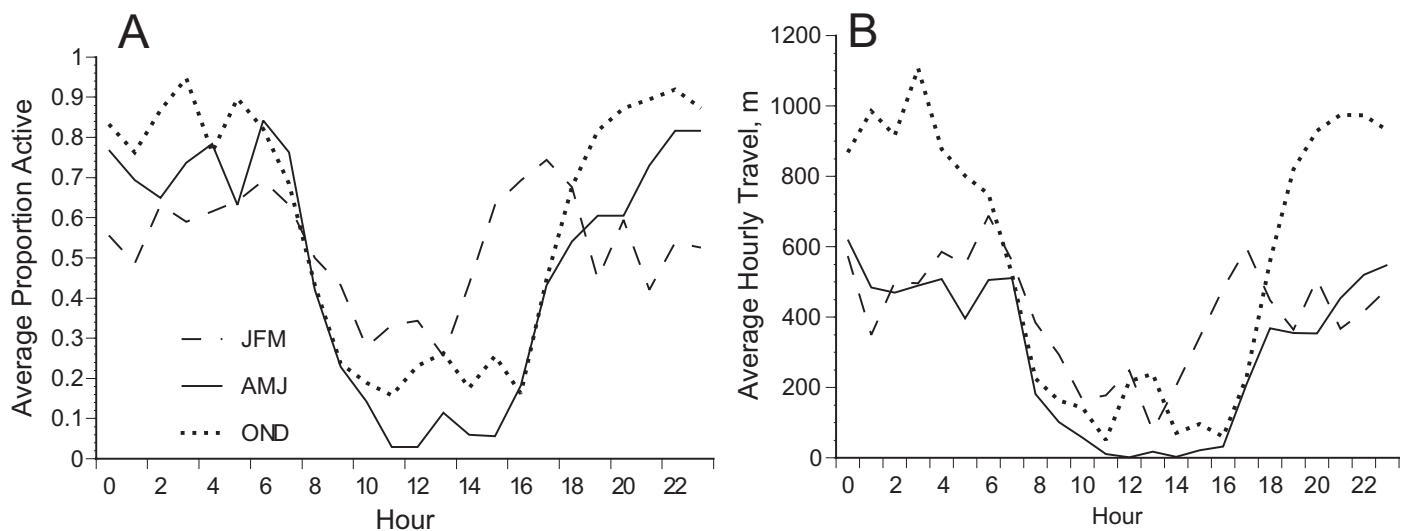 A
Average Proportion Active
1
0.9
0.8
0.7
0.6
0.5
0.4
0.3
0.2
0.1
0
JFM
AMJ
OND
0 2 4 6 8 10 12 14 16 18 20 22
Hour
B
Average Hourly Travel, m
1200
1000
800
600
400
200
0
0 2 4 6 8 10 12 14 16 18 20 22
Hour